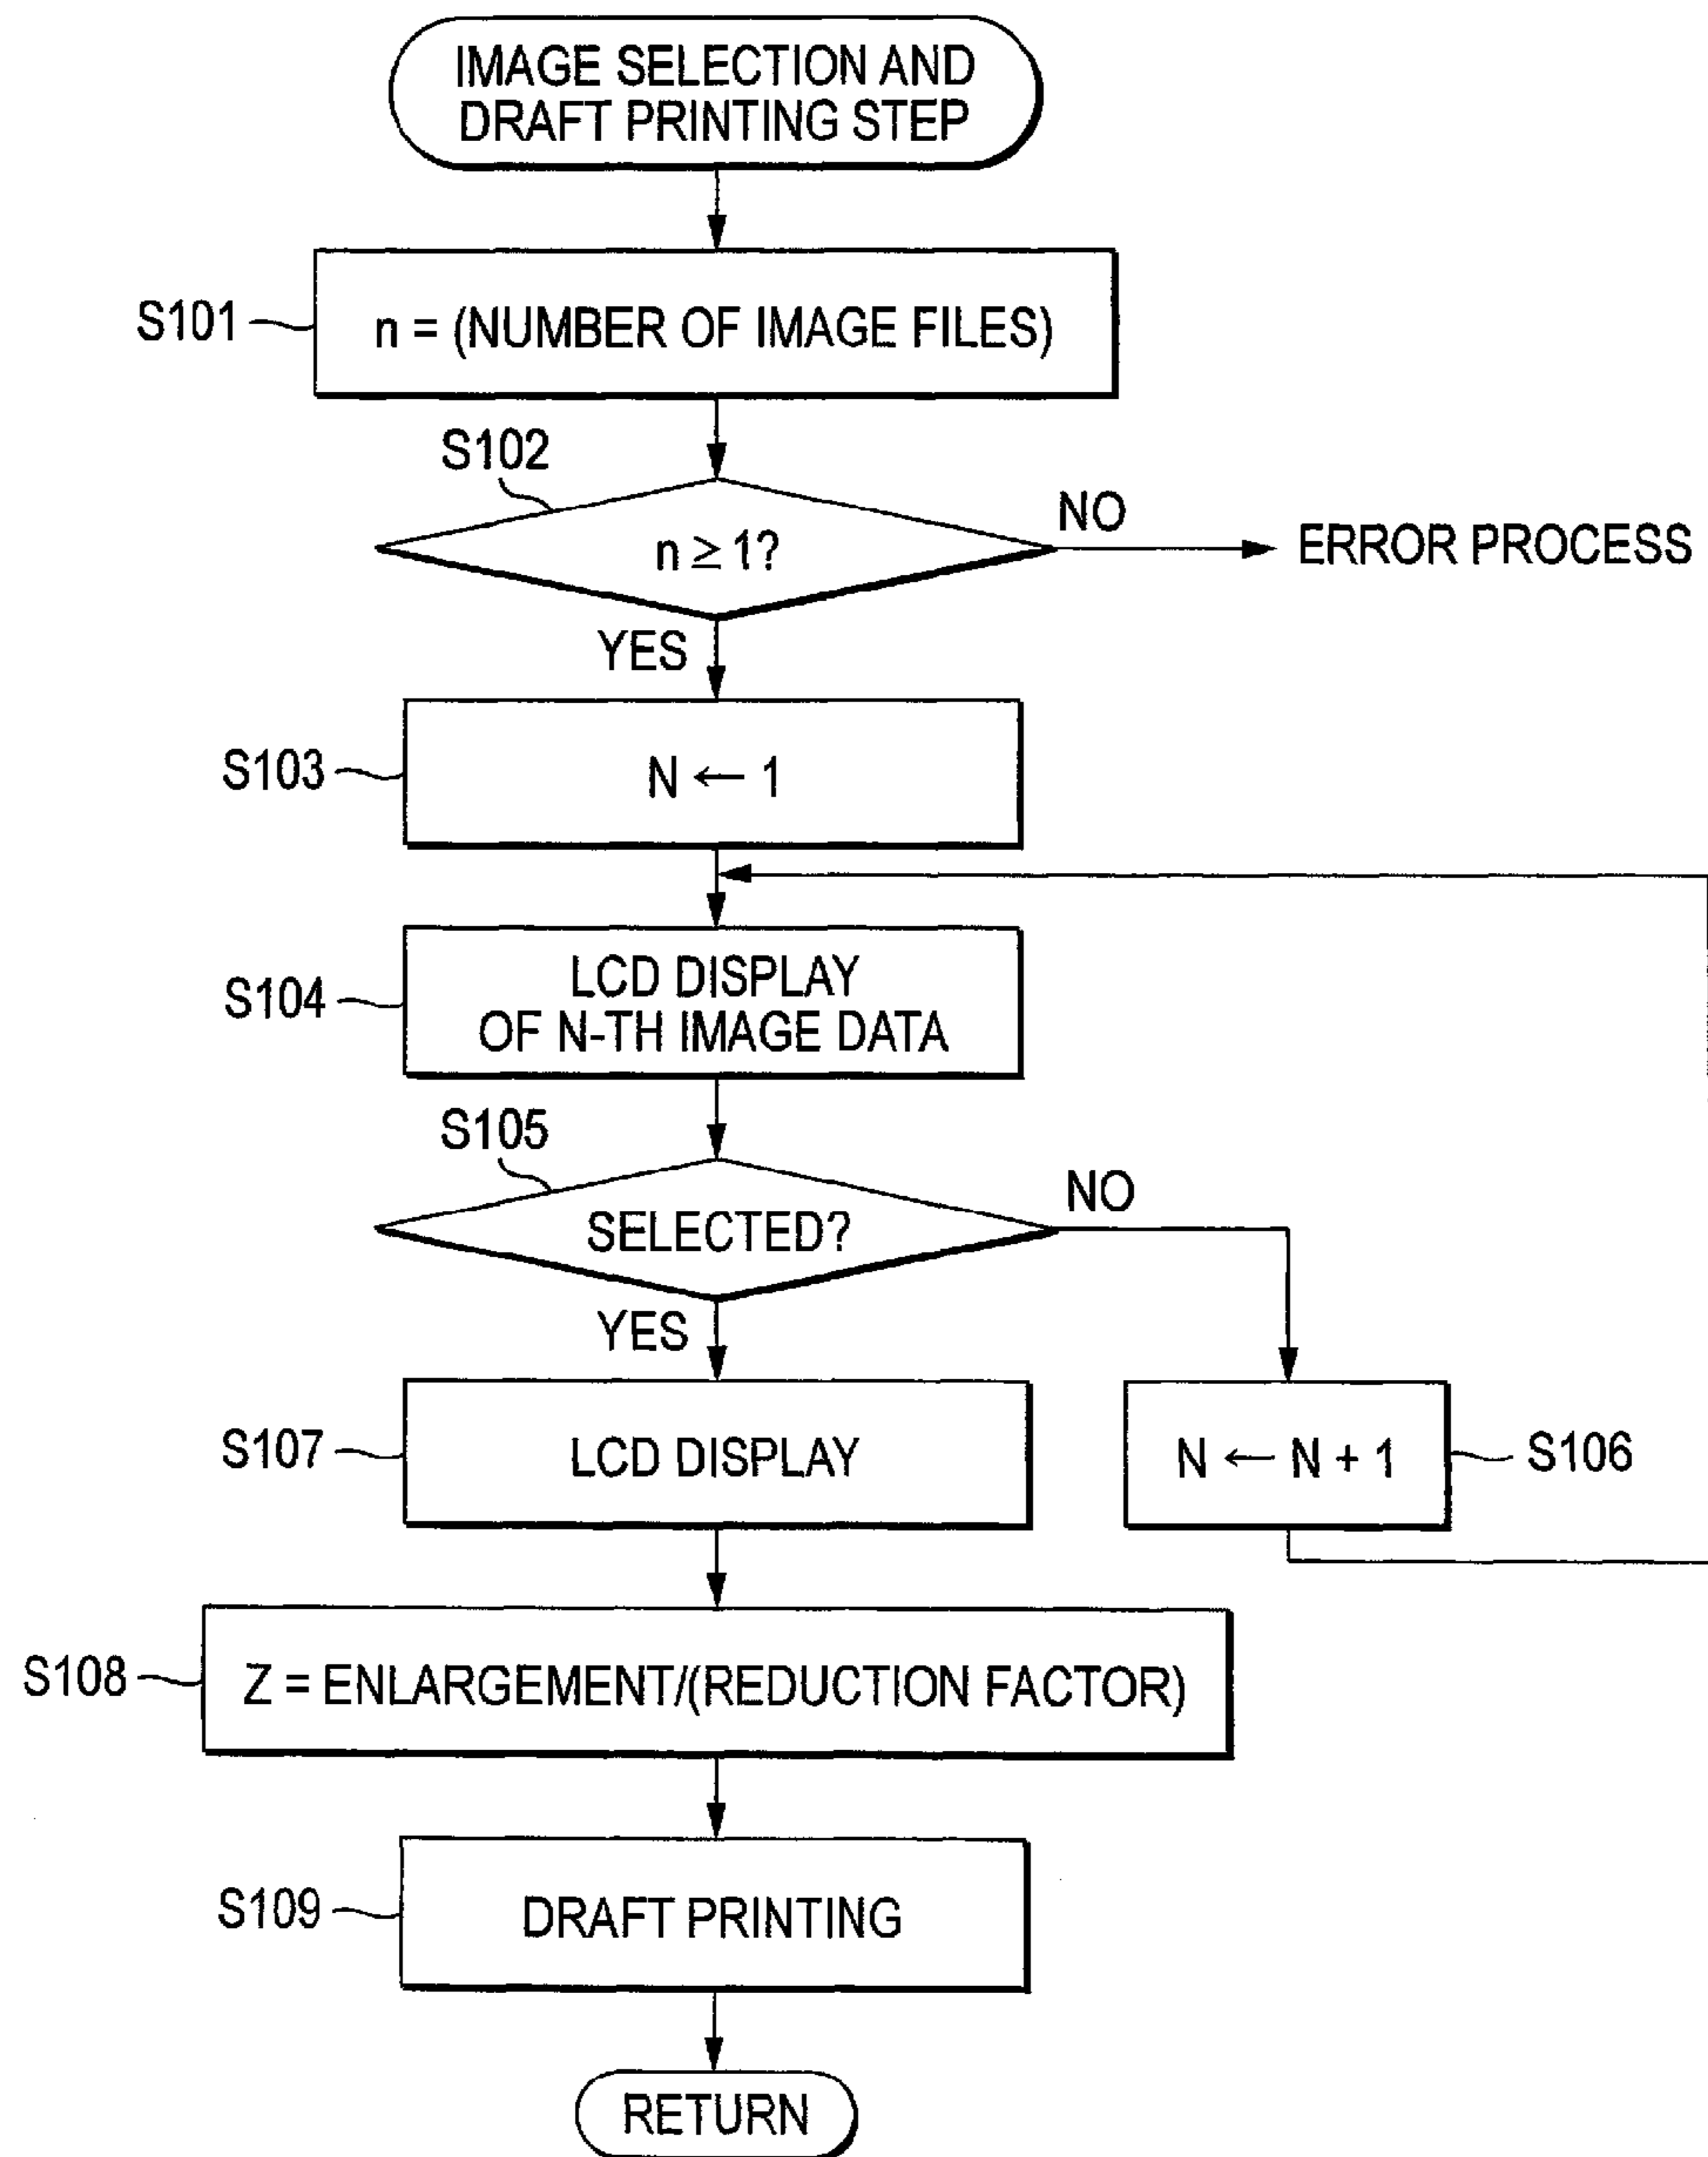 IMAGE SELECTION AND
DRAFT PRINTING STEP
S101
n = (NUMBER OF IMAGE FILES)
S102
n ≥ 1?
NO
ERROR PROCESS
YES
S103
N ← 1
S104
LCD DISPLAY
OF N-TH IMAGE DATA
S105
SELECTED?
NO
YES
S107
LCD DISPLAY
N ← N + 1
S106
S108
Z = ENLARGEMENT/(REDUCTION FACTOR)
S109
DRAFT PRINTING
RETURN